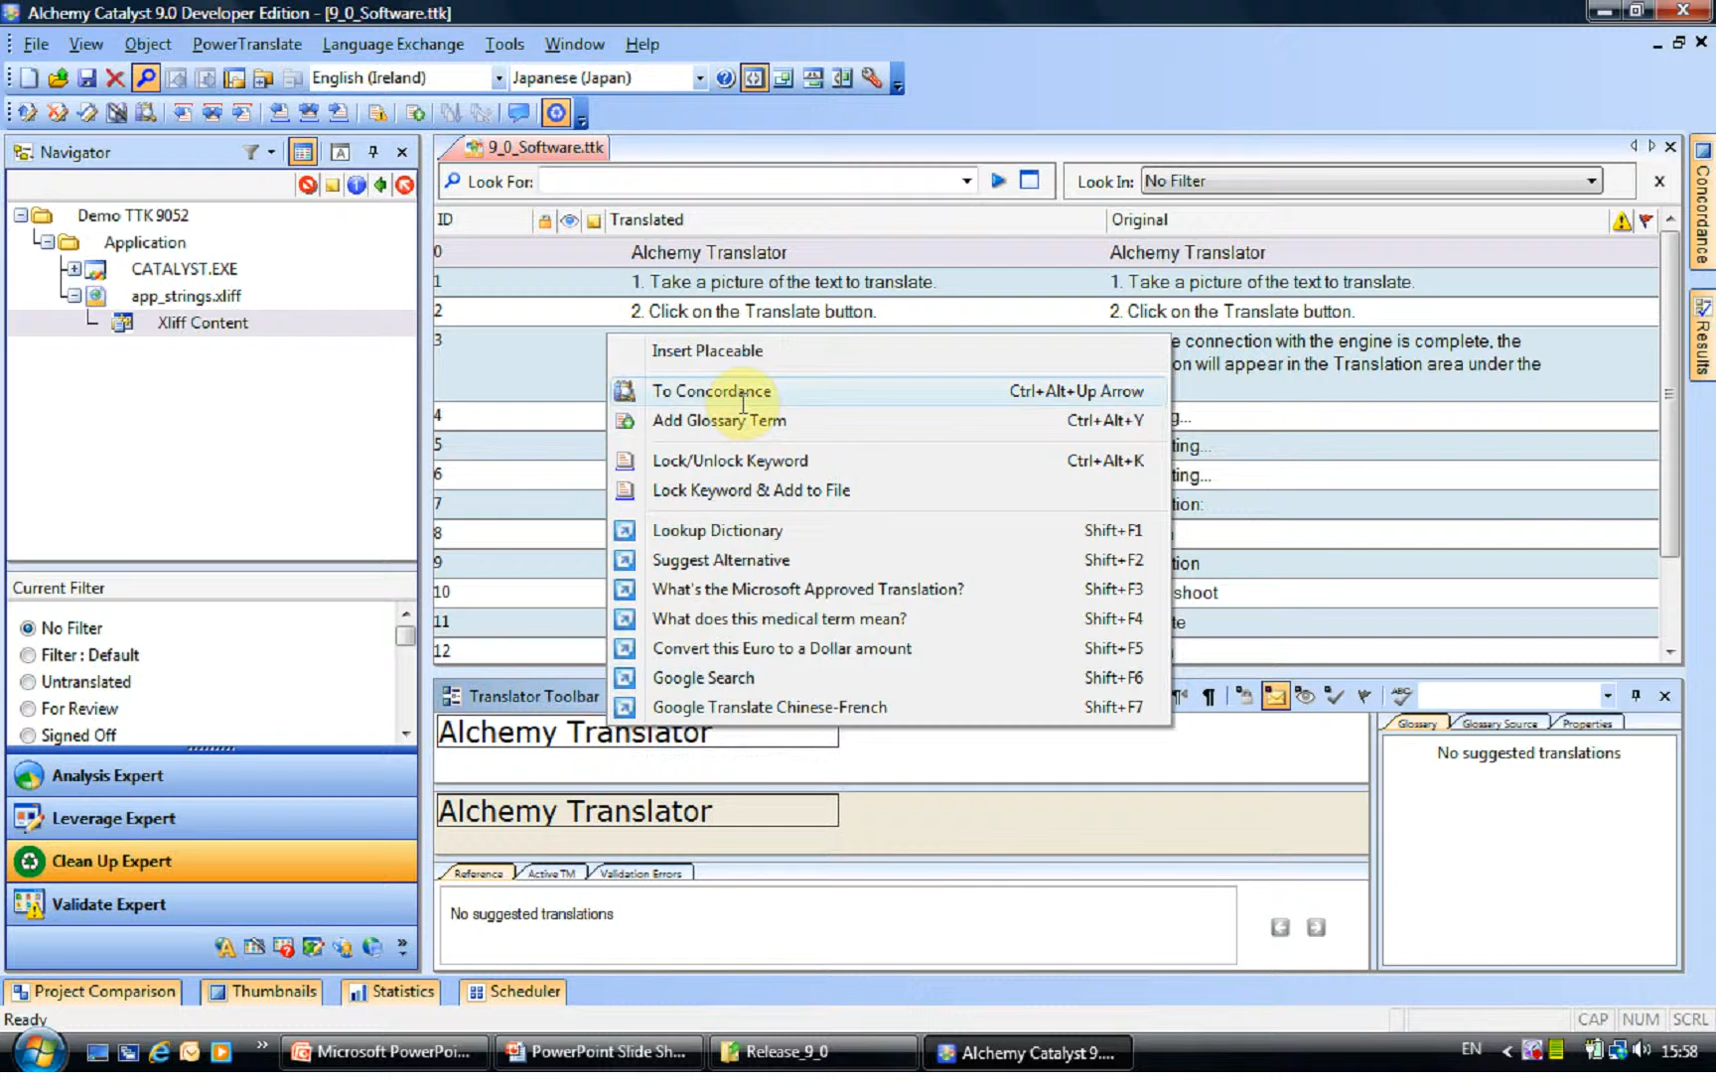 Alchemy Catalyst 9.0 Developer Edition - [9_0_Software.ttk]
File View Object PowerTranslate Language Exchange Tools Window Help
English (Ireland) Japanese (Japan)
Navigator
Demo TTK 9052
Application
CATALYST.EXE
app_strings.xliff
Xliff Content
Current Filter
No Filter
Filter : Default
Untranslated
For Review
Signed Off
Analysis Expert
Leverage Expert
Clean Up Expert
Validate Expert
9_0_Software.ttk
Look For: Look In: No Filter
ID Translated Original
0 Alchemy Translator Alchemy Translator
1 1. Take a picture of the text to translate. 1. Take a picture of the text to translate.
2 2. Click on the Translate button. 2. Click on the Translate button.
3 e connection with the engine is complete, the
on will appear in the Translation area under the
4 g...
5 ting...
6 ting...
7 tion:
8
9 tion
10 shoot
11 te
12
Insert Placeable
To Concordance Ctrl+Alt+Up Arrow
Add Glossary Term Ctrl+Alt+Y
Lock/Unlock Keyword Ctrl+Alt+K
Lock Keyword & Add to File
Lookup Dictionary Shift+F1
Suggest Alternative Shift+F2
What's the Microsoft Approved Translation? Shift+F3
What does this medical term mean? Shift+F4
Convert this Euro to a Dollar amount Shift+F5
Google Search Shift+F6
Google Translate Chinese-French Shift+F7
Translator Toolbar
Alchemy Translator
Alchemy Translator
Reference Active TM Validation Errors
No suggested translations
Glossary Glossary Source Properties
No suggested translations
Concordance
Results
Project Comparison Thumbnails Statistics Scheduler
Ready CAP NUM SCRL
Microsoft PowerPoi... PowerPoint Slide Sh... Release_9_0 Alchemy Catalyst 9.... EN 15:58